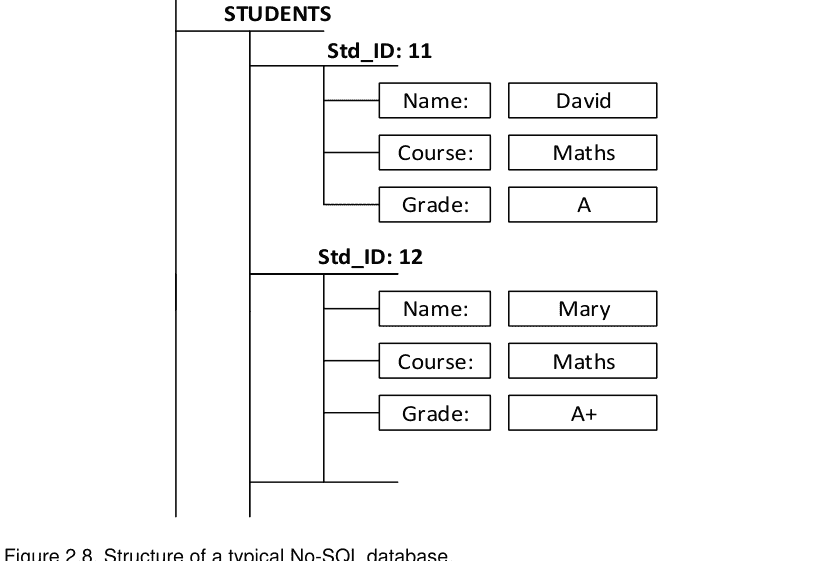 STUDENTS
Std_ID: 11
Name: David
Course: Maths
Grade: A
Std_ID: 12
Name: Mary
Course: Maths
Grade: A+
Figure 2.8. Structure of a typical No-SQL database.